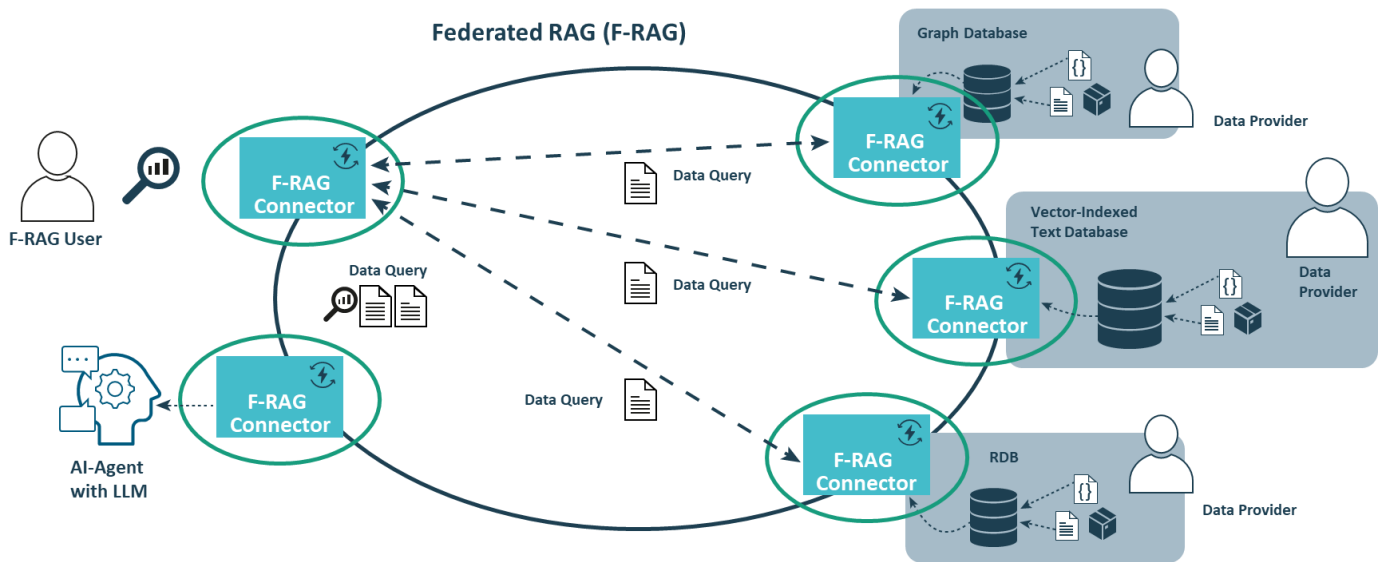 Federated RAG (F-RAG)
Graph Database
{}
Data Provider
F-RAG
Connector
F-RAG
Connector
Data Query
F-RAG User
Vector-Indexed
Text Database
{}
Data
Provider
F-RAG
Connector
Data Query
Data Query
F-RAG
Connector
AI-Agent
with LLM
Data Query
F-RAG
Connector
RDB
{}
Data Provider